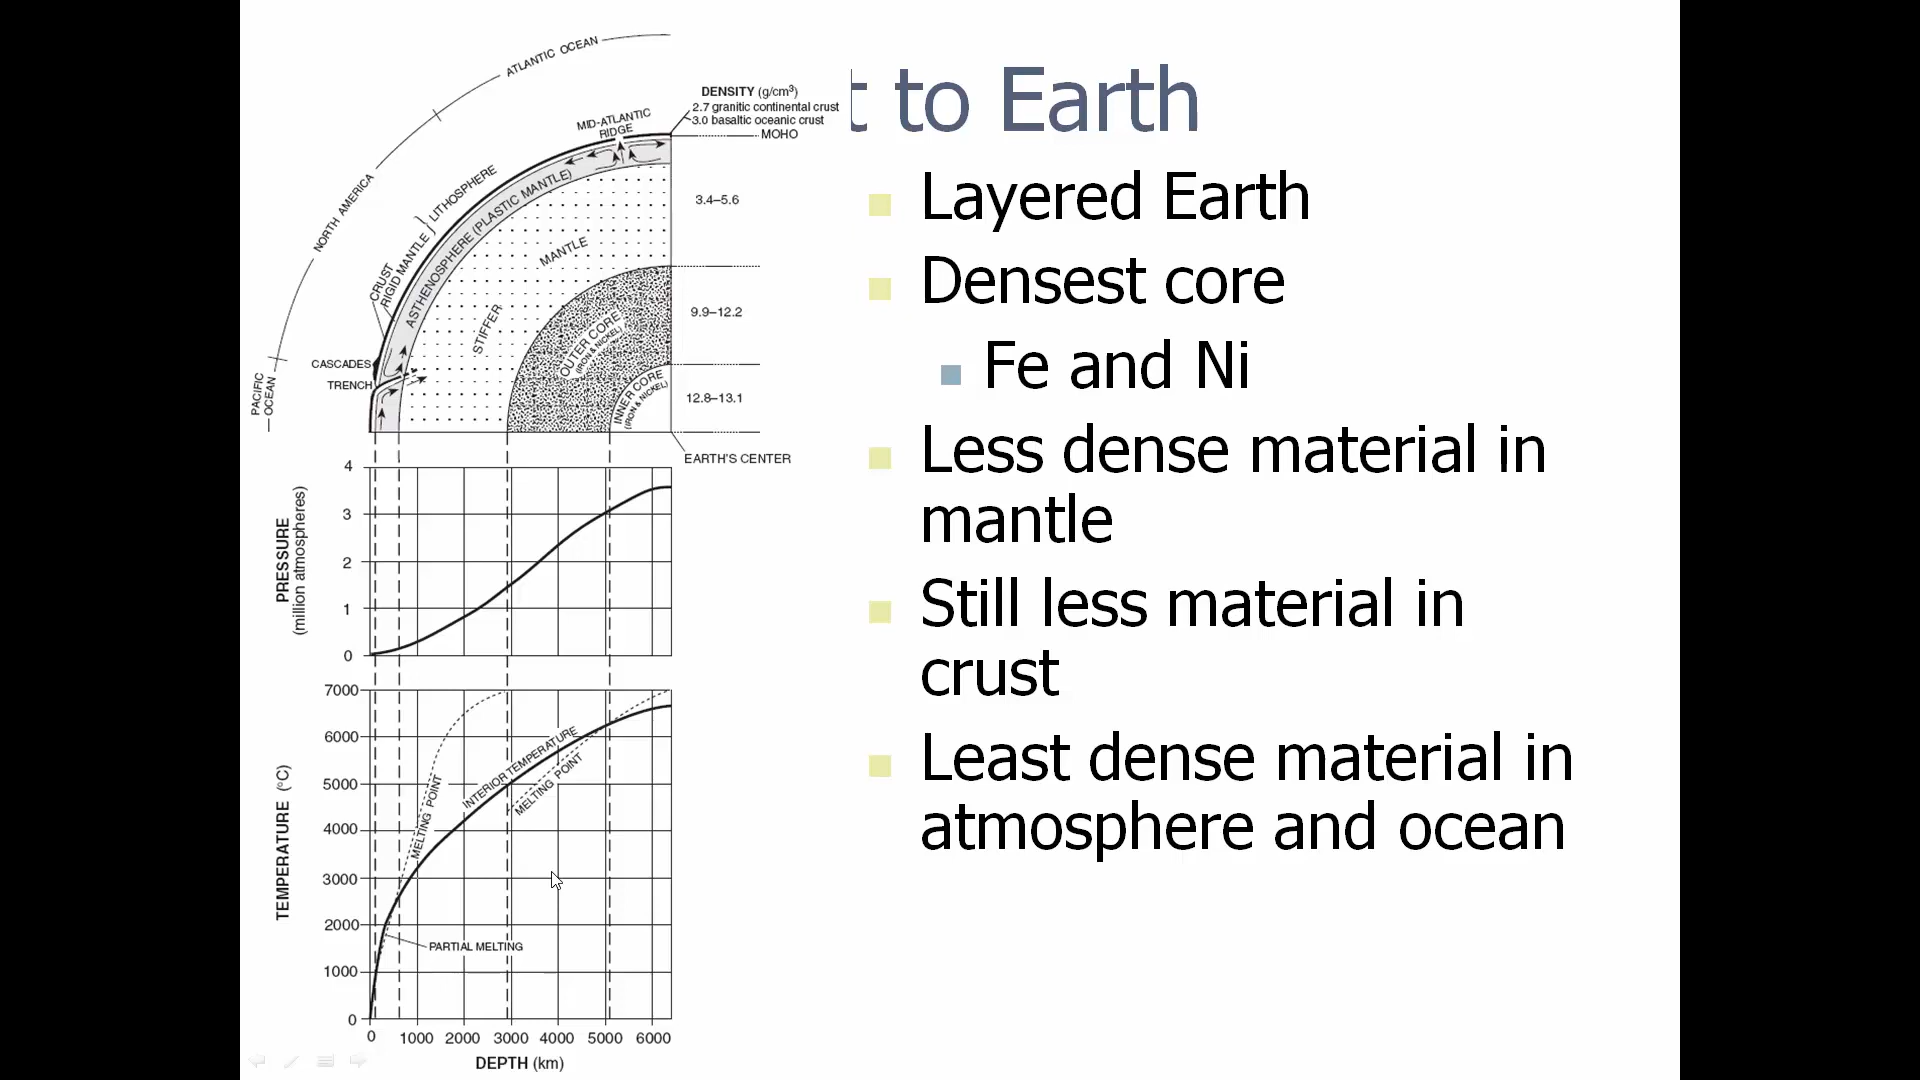 t to Earth
Layered Earth
Densest core
Fe and Ni
Less dense material in
mantle
Still less material in
crust
Least dense material in
atmosphere and ocean
ATLANTIC OCEAN
NORTH AMERICA
PACIFIC
OCEAN
DENSITY (g/cm³)
2.7 granitic continental crust
3.0 basaltic oceanic crust
MOHO
MID-ATLANTIC
RIDGE
LITHOSPHERE
CRUST
RIGID MANTLE
ASTHENOSPHERE (PLASTIC MANTLE)
STIFFER MANTLE
OUTER CORE
(IRON & NICKEL)
INNER CORE
(IRON & NICKEL)
CASCADES
TRENCH
3.4–5.6
9.9–12.2
12.8–13.1
EARTH'S CENTER
PRESSURE
(million atmospheres)
4
3
2
1
0
TEMPERATURE (°C)
7000
6000
5000
4000
3000
2000
1000
0
MELTING POINT
INTERIOR TEMPERATURE
MELTING POINT
PARTIAL MELTING
0 1000 2000 3000 4000 5000 6000
DEPTH (km)